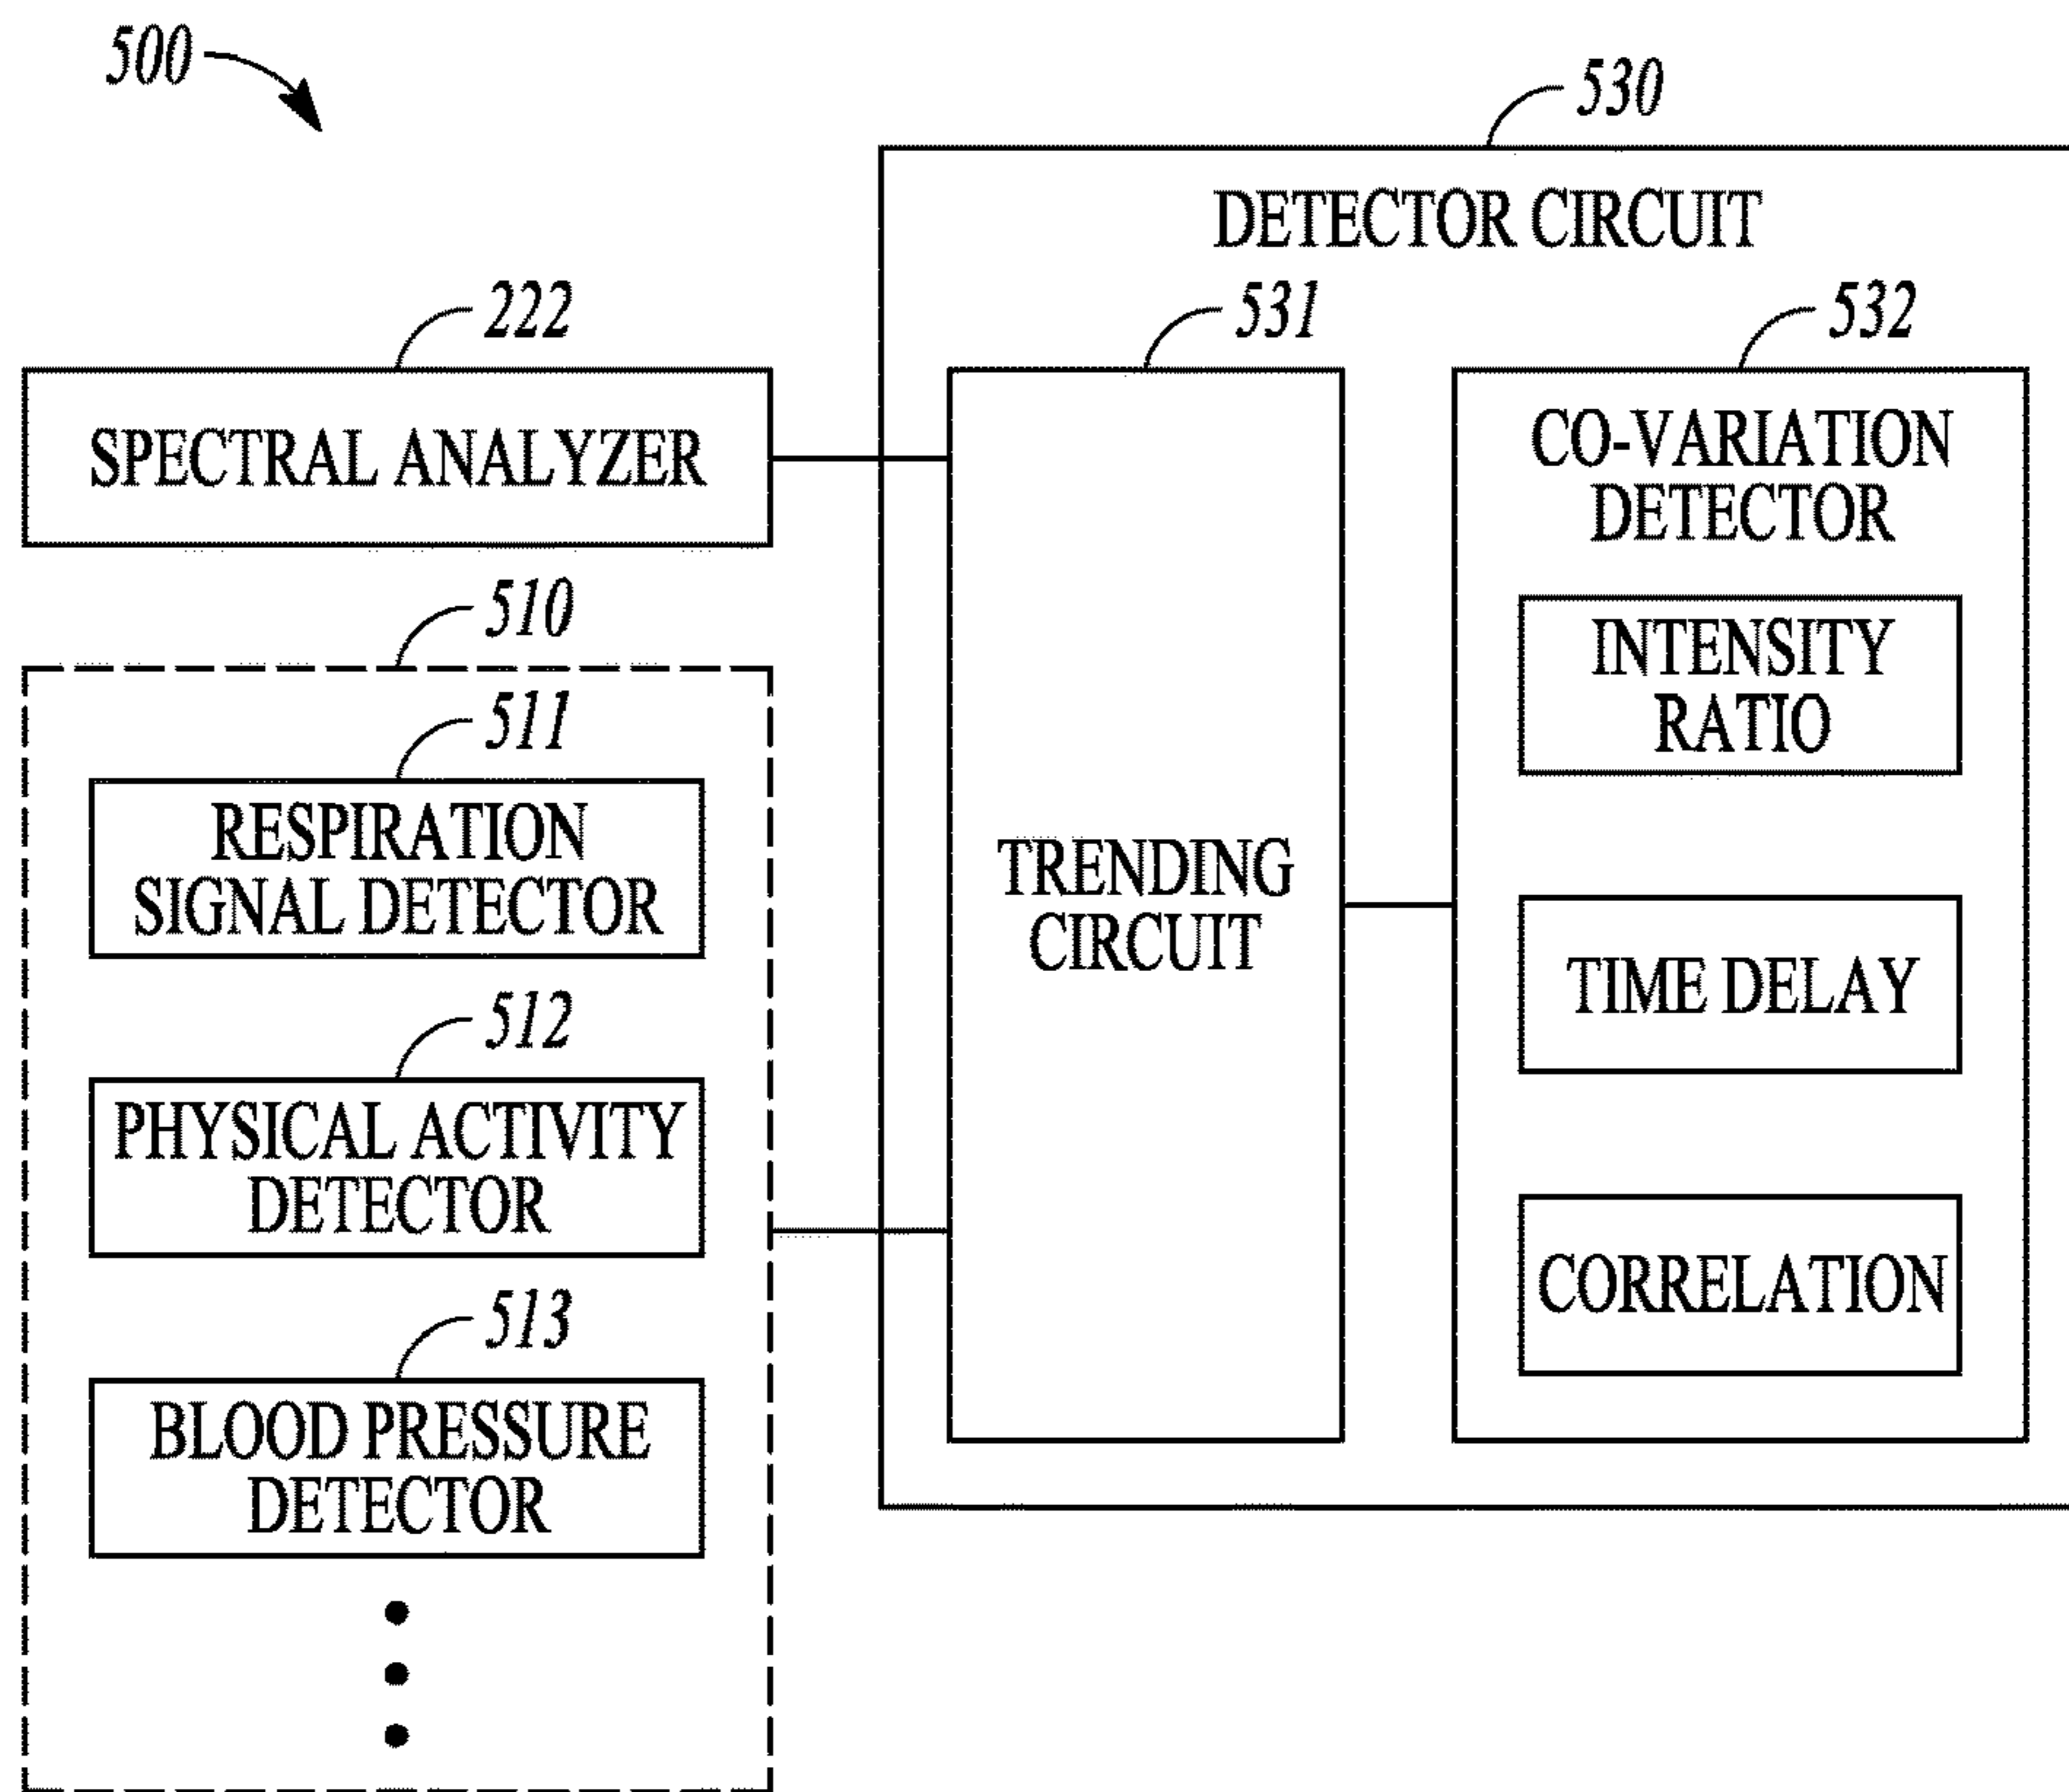 500
530
DETECTOR CIRCUIT
222
SPECTRAL ANALYZER
510
511
RESPIRATION
SIGNAL DETECTOR
512
PHYSICAL ACTIVITY
DETECTOR
513
BLOOD PRESSURE
DETECTOR
531
TRENDING
CIRCUIT
532
CO-VARIATION
DETECTOR
INTENSITY
RATIO
TIME DELAY
CORRELATION